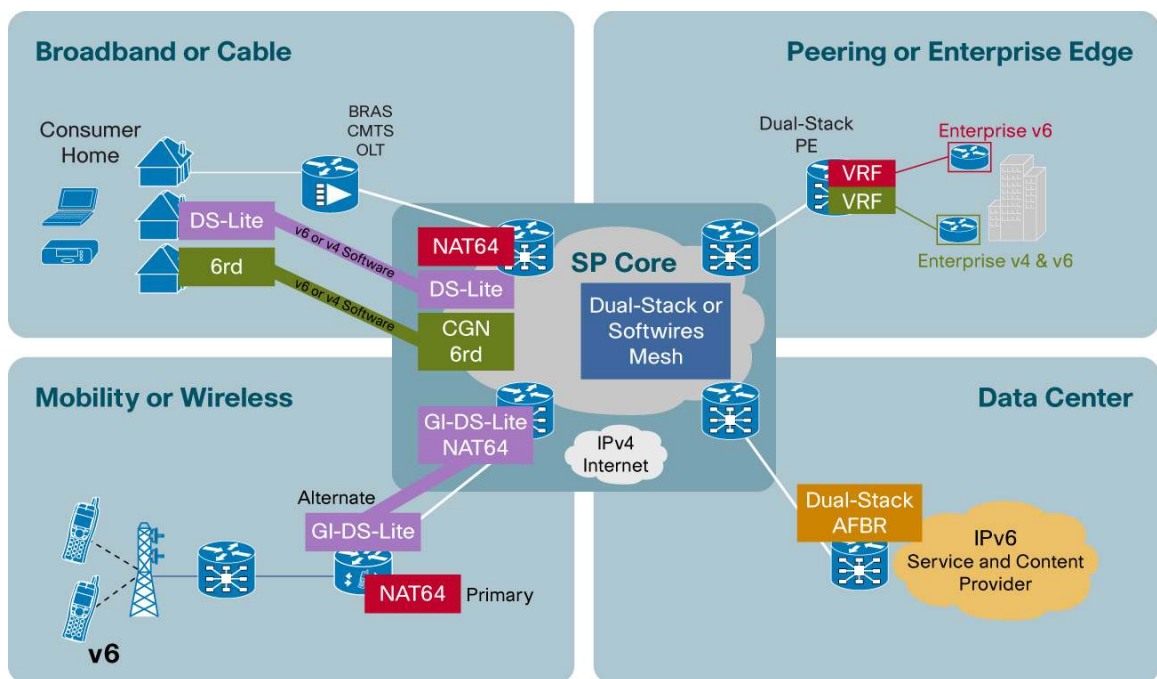 Broadband or Cable
Consumer
Home
BRAS
CMTS
OLT
DS-Lite
6rd
v6 or v4 Software
v6 or v4 Software
Peering or Enterprise Edge
Dual-Stack
PE
VRF
VRF
Enterprise v6
Enterprise v4 & v6
NAT64
DS-Lite
CGN
6rd
SP Core
Dual-Stack or
Softwires
Mesh
GI-DS-Lite
NAT64
IPv4
Internet
Mobility or Wireless
Alternate
GI-DS-Lite
NAT64
Primary
v6
Data Center
Dual-Stack
AFBR
IPv6
Service and Content
Provider